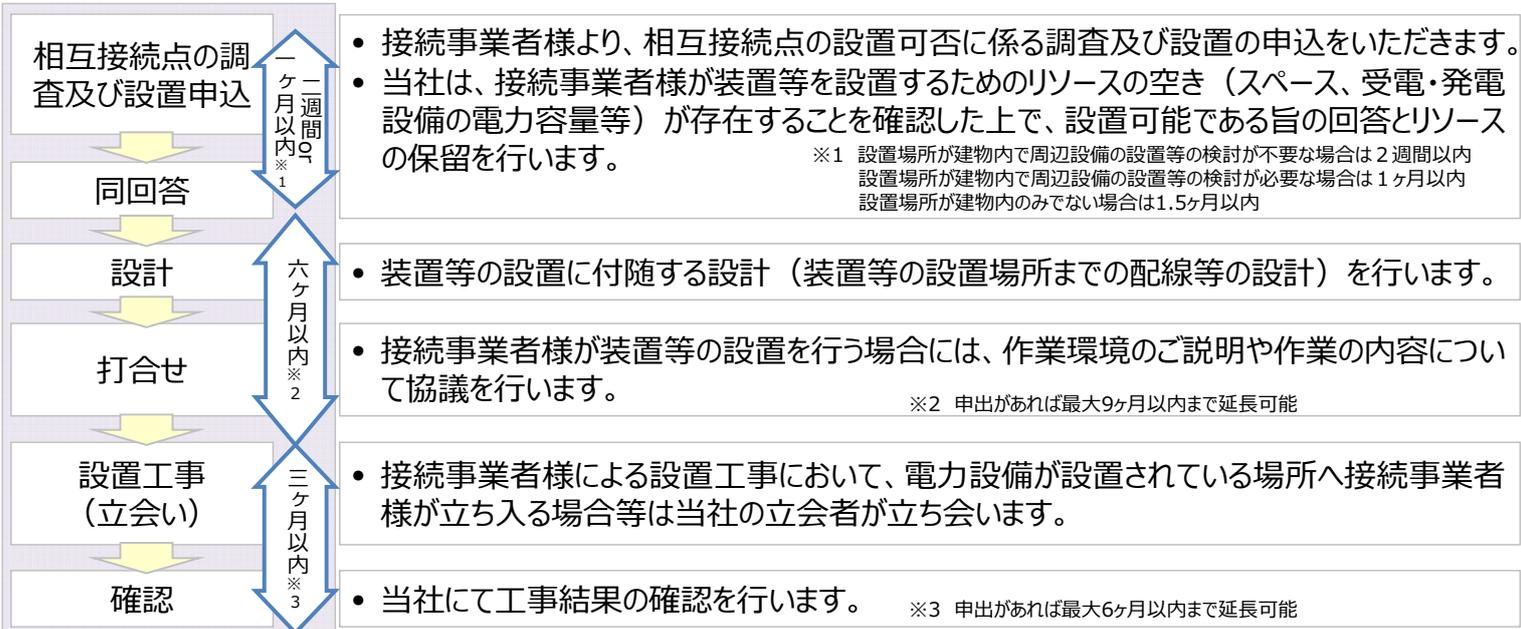 相互接続点の調
査及び設置申込
二週間or
一ヶ月以内※1
• 接続事業者様より、相互接続点の設置可否に係る調査及び設置の申込をいただきます。
• 当社は、接続事業者様が装置等を設置するためのリソースの空き（スペース、受電・発電
設備の電力容量等）が存在することを確認した上で、設置可能である旨の回答とリソース
の保留を行います。
※1 設置場所が建物内で周辺設備の設置等の検討が不要な場合は２週間以内
設置場所が建物内で周辺設備の設置等の検討が必要な場合は１ヶ月以内
設置場所が建物内のみでない場合は1.5ヶ月以内
同回答
設計
六ヶ月以内※2
• 装置等の設置に付随する設計（装置等の設置場所までの配線等の設計）を行います。
打合せ
• 接続事業者様が装置等の設置を行う場合には、作業環境のご説明や作業の内容につい
て協議を行います。
※2 申出があれば最大9ヶ月以内まで延長可能
設置工事
（立会い）
三ヶ月以内※3
• 接続事業者様による設置工事において、電力設備が設置されている場所へ接続事業者
様が立ち入る場合等は当社の立会者が立ち会います。
確認
• 当社にて工事結果の確認を行います。
※3 申出があれば最大6ヶ月以内まで延長可能